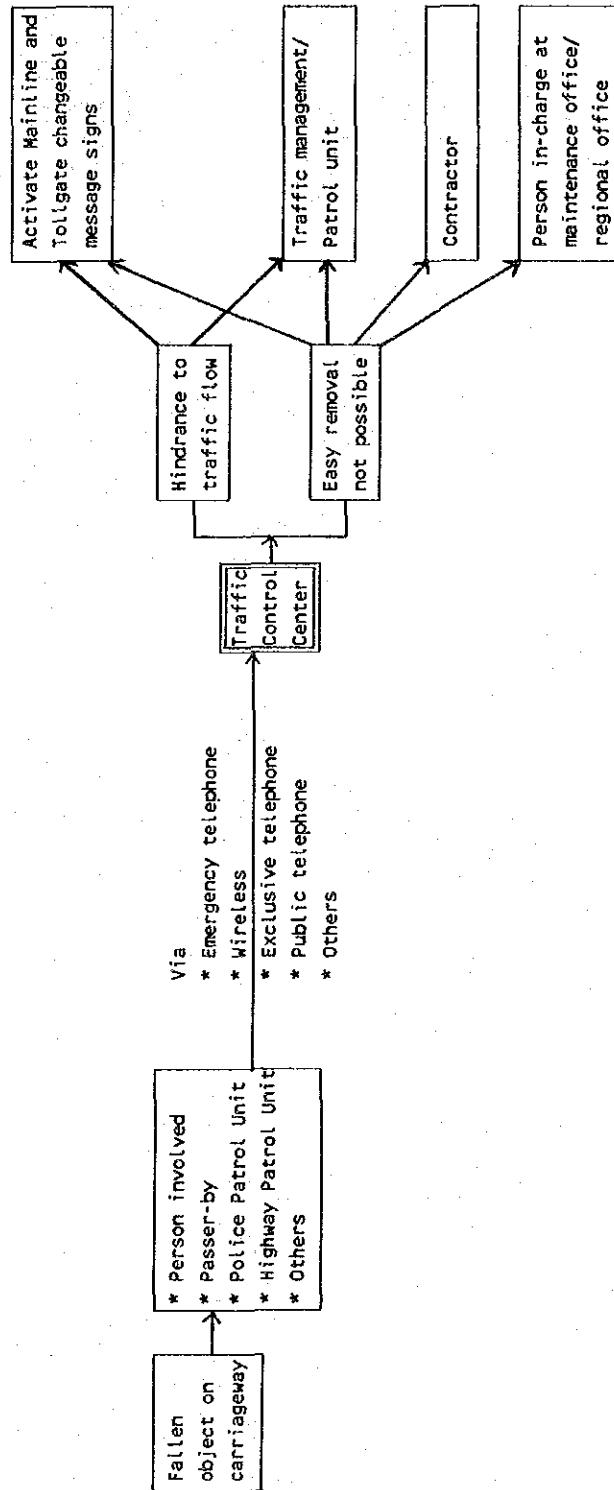 Fallen
object on
carriageway
* Person involved
* Passer-by
* Police Patrol Unit
* Highway Patrol Unit
* Others
Via
* Emergency telephone
* Wireless
* Exclusive telephone
* Public telephone
* Others
Traffic
Control
Center
Hindrance to
traffic flow
Easy removal
not possible
Activate Mainline and
Tollgate changeable
message signs
Traffic management/
Patrol unit
Contractor
Person in-charge at
maintenance office/
regional office